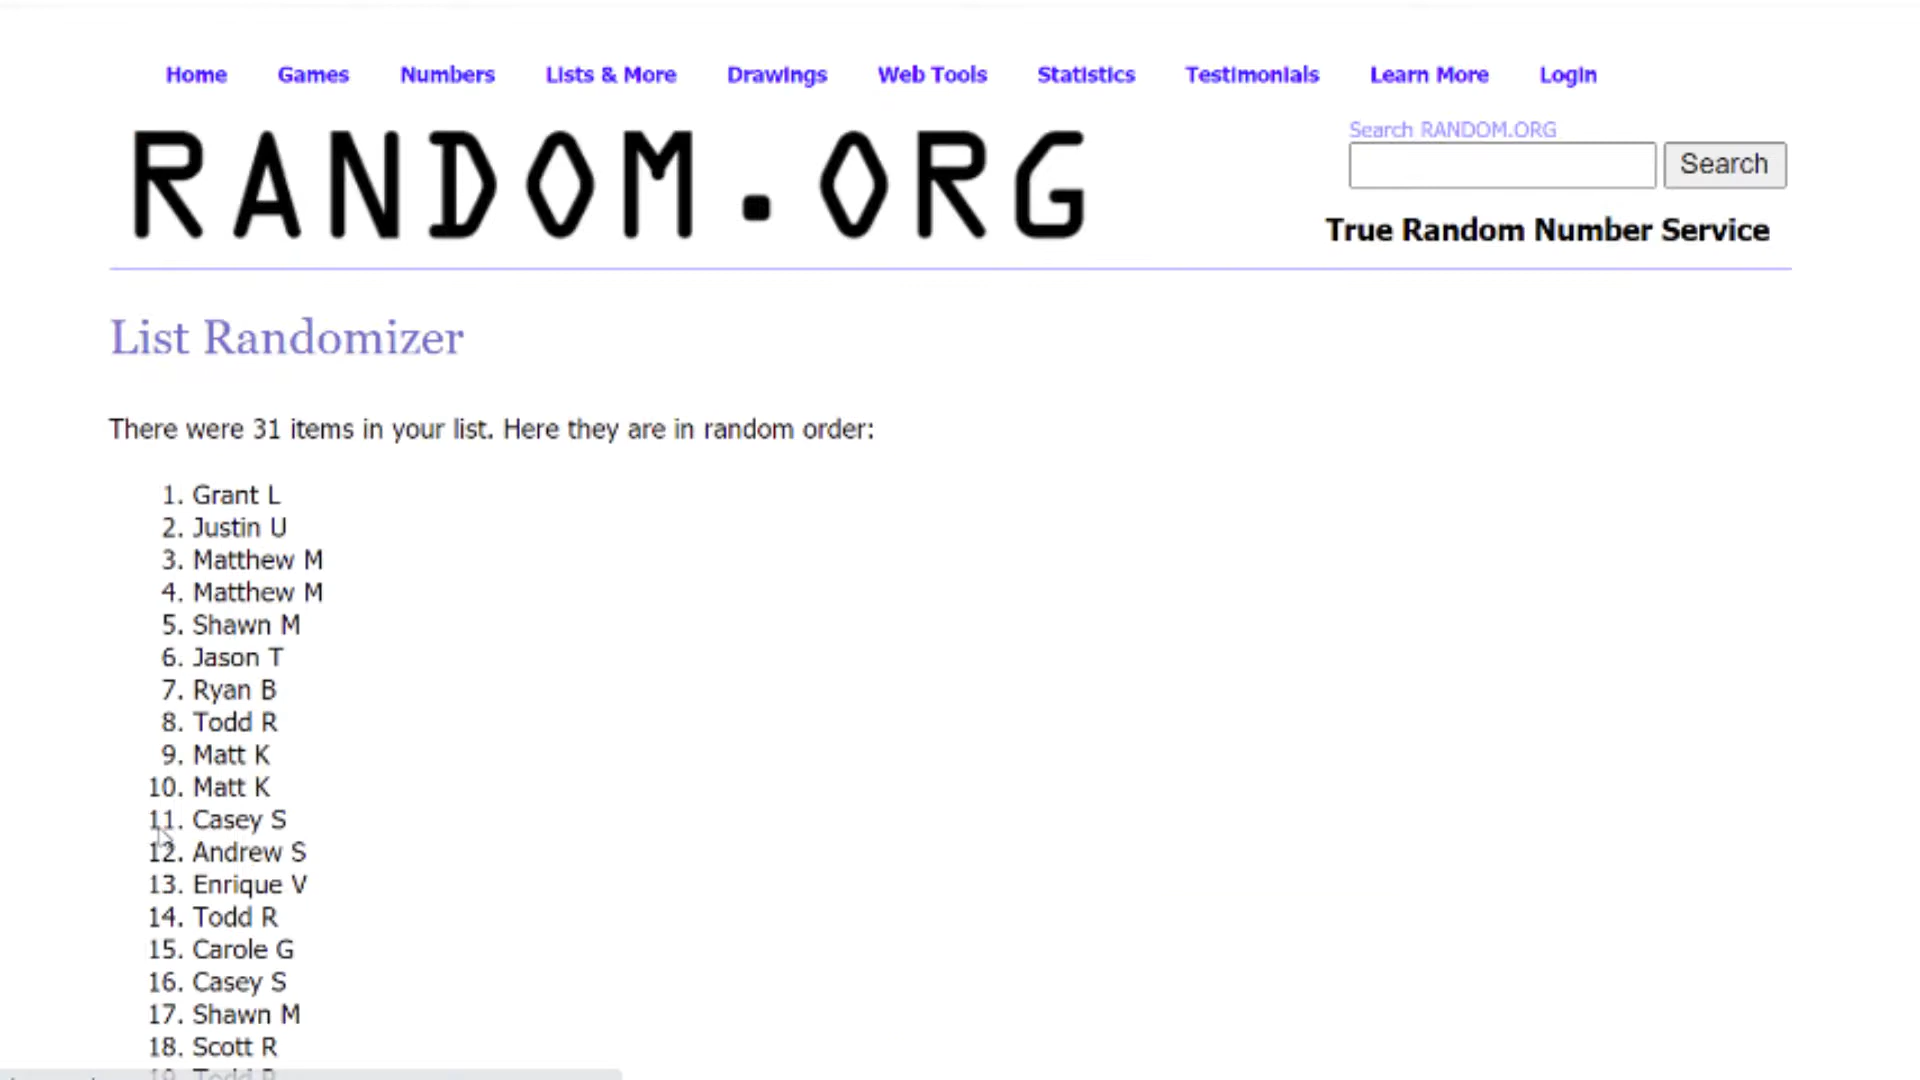 Home Games Numbers Lists & More Drawings Web Tools Statistics Testimonials Learn More Login
RANDOM.ORG
Search RANDOM.ORG
Search
True Random Number Service
List Randomizer
There were 31 items in your list. Here they are in random order:
1. Grant L
2. Justin U
3. Matthew M
4. Matthew M
5. Shawn M
6. Jason T
7. Ryan B
8. Todd R
9. Matt K
10. Matt K
11. Casey S
12. Andrew S
13. Enrique V
14. Todd R
15. Carole G
16. Casey S
17. Shawn M
18. Scott R
19. Todd R